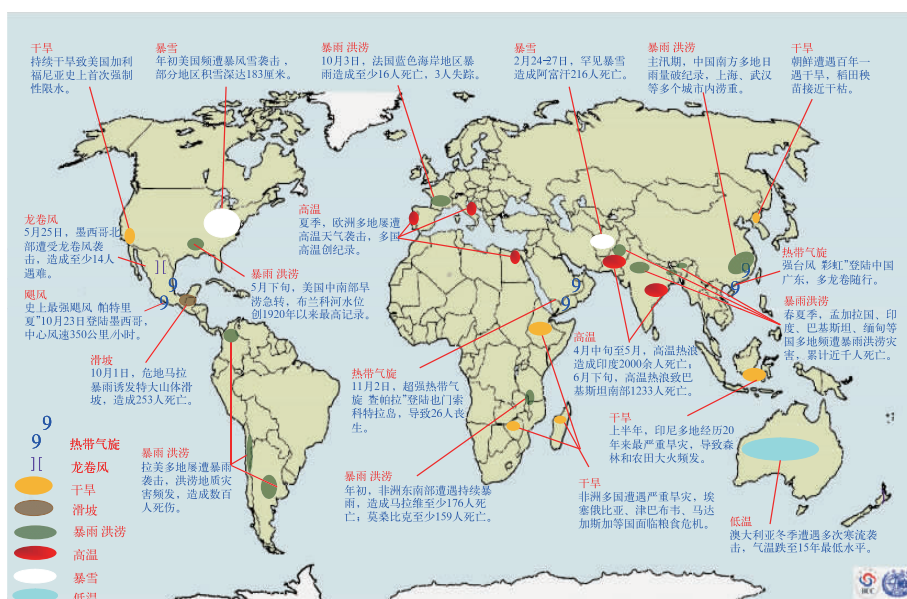 干旱
持续干旱致美国加利
福尼亚史上首次强制
性限水。
暴雪
年初美国频遭暴风雪袭击，
部分地区积雪深达183厘米。
暴雨 洪涝
10月3日，法国蓝色海岸地区暴
雨造成至少16人死亡，3人失踪。
暴雪
2月24-27日，罕见暴雪
造成阿富汗216人死亡。
暴雨 洪涝
主汛期，中国南方多地日
雨量破纪录，上海、武汉
等多个城市内涝重。
干旱
朝鲜遭遇百年一
遇干旱，稻田秧
苗接近干枯。
龙卷风
5月25日，墨西哥北
部遭受龙卷风袭
击，造成至少14人
遇难。
飓风
史上最强飓风“帕特里
夏”10月23日登陆墨西哥，
中心风速350公里/小时。
滑坡
10月1日，危地马拉
暴雨诱发特大山体滑
坡，造成253人死亡。
暴雨 洪涝
5月下旬，美国中南部旱
涝急转，布兰科河水位
创1920年以来最高记录。
高温
夏季，欧洲多地屡遭
高温天气袭击，多国
高温创纪录。
热带气旋
强台风“彩虹”登陆中国
广东，多龙卷随行。
暴雨洪涝
春夏季，孟加拉国、印
度、巴基斯坦、缅甸等
国多地频遭暴雨洪涝灾
害，累计近千人死亡。
高温
4月中旬至5月，高温热浪
造成印度2000余人死亡；
6月下旬，高温热浪致巴
基斯坦南部1233人死亡。
热带气旋
11月2日，超强热带气
旋“查帕拉”登陆也门索
科特拉岛，导致26人丧
生。
干旱
上半年，印尼多地经历20
年来最严重旱灾，导致森
林和农田大火频发。
暴雨 洪涝
拉美多地屡遭暴雨
袭击，洪涝地质灾
害频发，造成数百
人死伤。
暴雨 洪涝
年初，非洲东南部遭遇持续暴
雨，造成马拉维至少176人死
亡；莫桑比克至少159人死亡。
干旱
非洲多国遭遇严重旱灾，埃
塞俄比亚、津巴布韦、马达
加斯加等国面临粮食危机。
低温
澳大利亚冬季遭遇多次寒流袭
击，气温跌至15年最低水平。
热带气旋
龙卷风
干旱
滑坡
暴雨 洪涝
高温
暴雪
低温